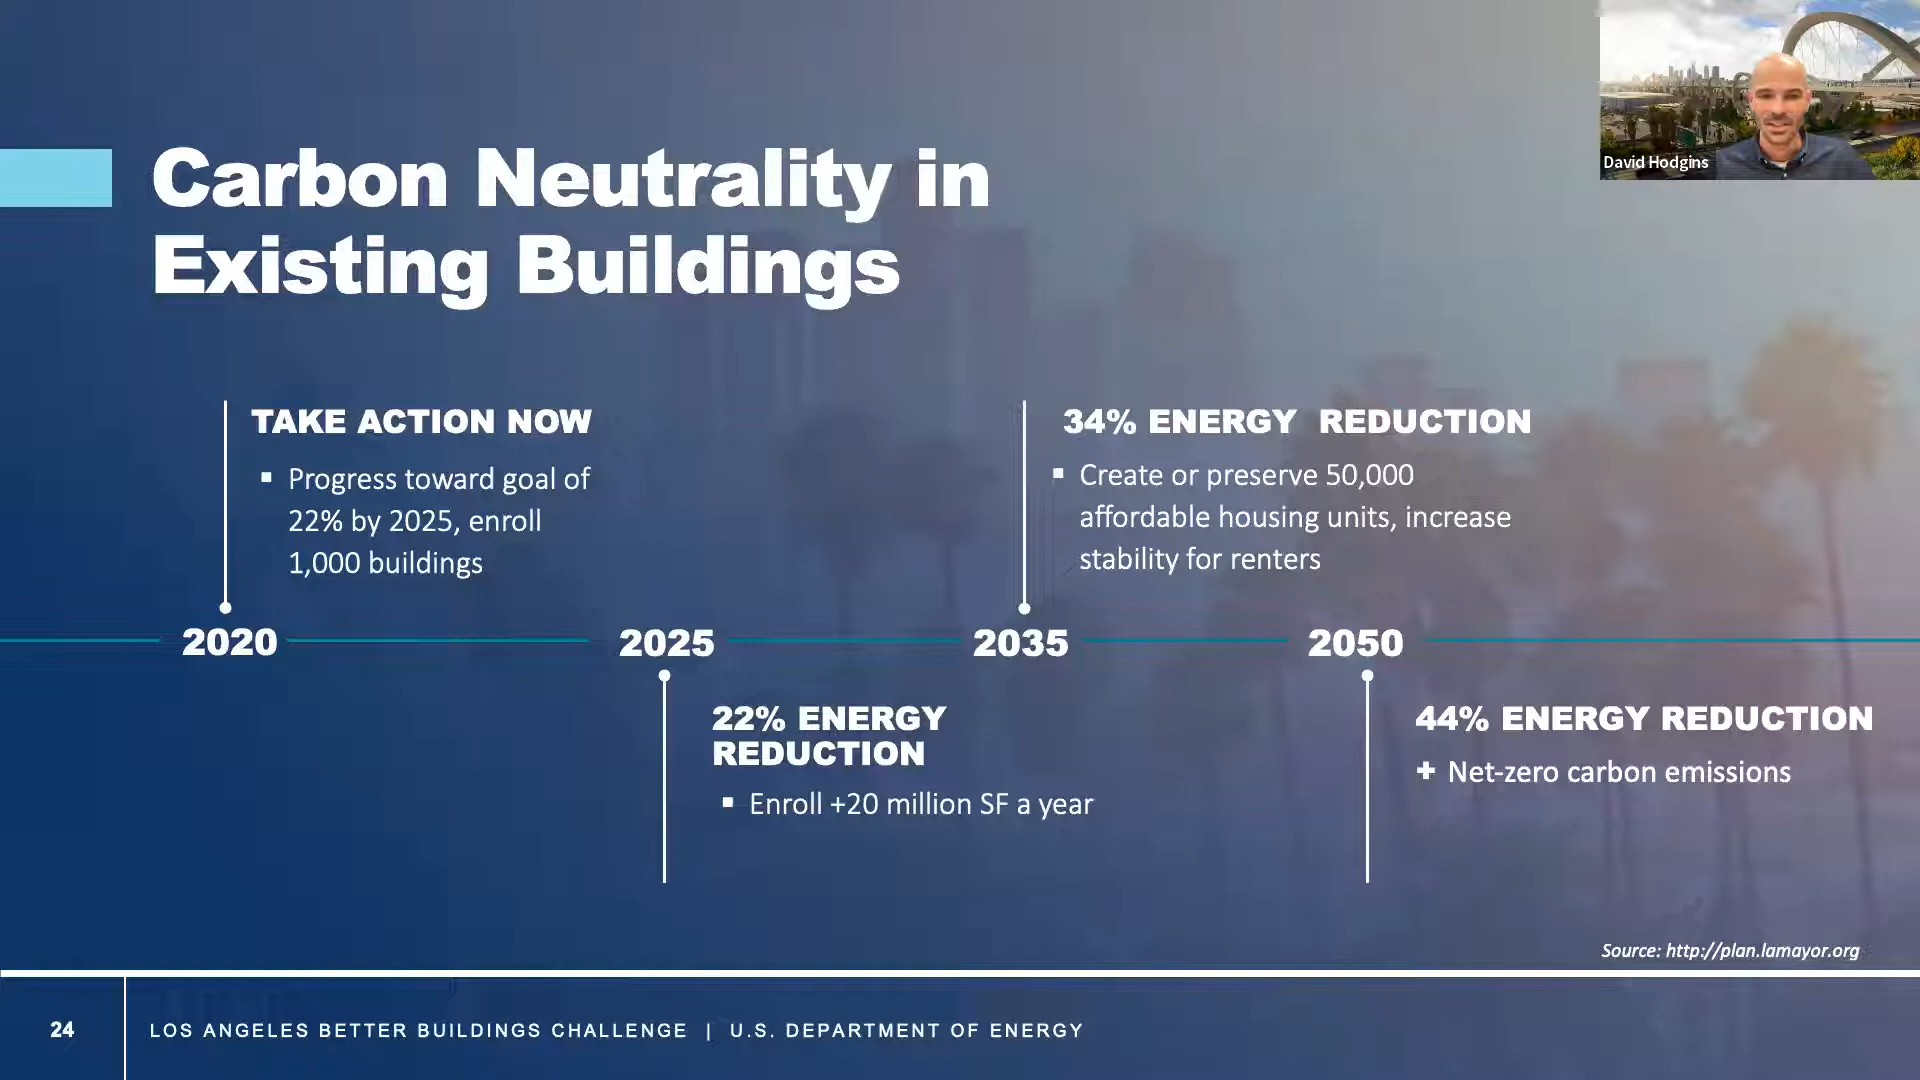 David Hodgins
Carbon Neutrality in
Existing Buildings
TAKE ACTION NOW
▪ Progress toward goal of
22% by 2025, enroll
1,000 buildings
34% ENERGY  REDUCTION
▪ Create or preserve 50,000
affordable housing units, increase
stability for renters
2020
2025
2035
2050
22% ENERGY
REDUCTION
▪ Enroll +20 million SF a year
44% ENERGY REDUCTION
+ Net-zero carbon emissions
Source: http://plan.lamayor.org
24
LOS ANGELES BETTER BUILDINGS CHALLENGE | U.S. DEPARTMENT OF ENERGY